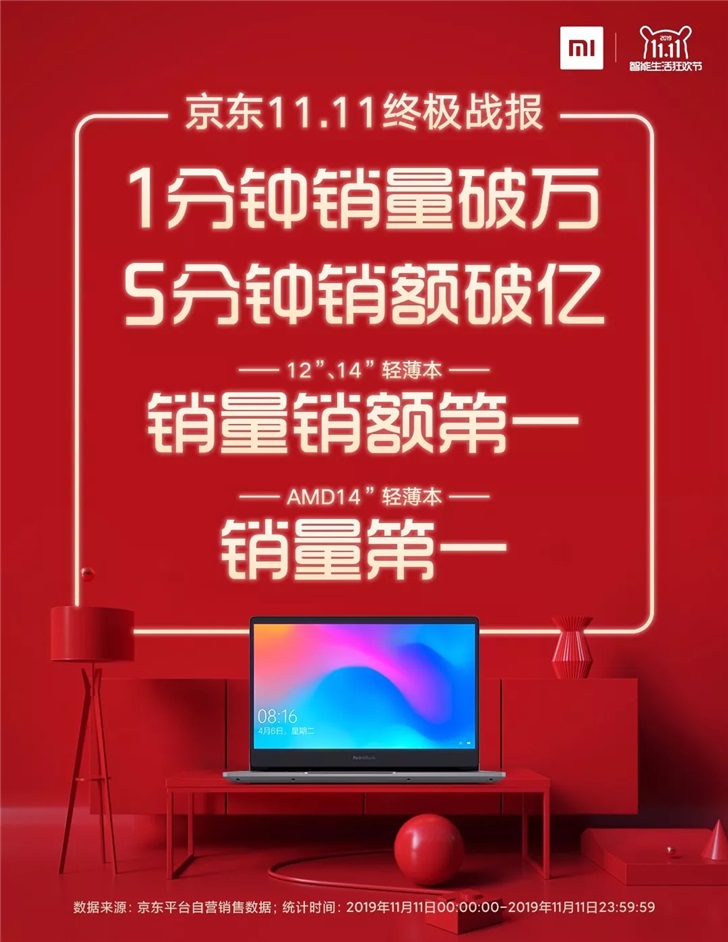 mi
2019
11.11
智能生活狂欢节
京东11.11终极战报
1分钟销量破万
5分钟销额破亿
12”、14”轻薄本
销量销额第一
AMD14”轻薄本
销量第一
08:16
4月6日，星期二
数据来源：京东平台自营销售数据；统计时间：2019年11月11日00:00:00-2019年11月11日23:59:59